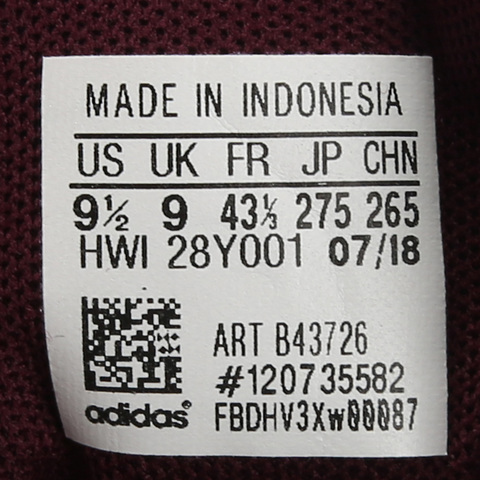 MADE IN INDONESIA
US UK FR JP CHN
9½ 9 43⅓ 275 265
HWI 28Y001 07/18
ART B43726
#120735582
adidas® FBDHV3Xw00087